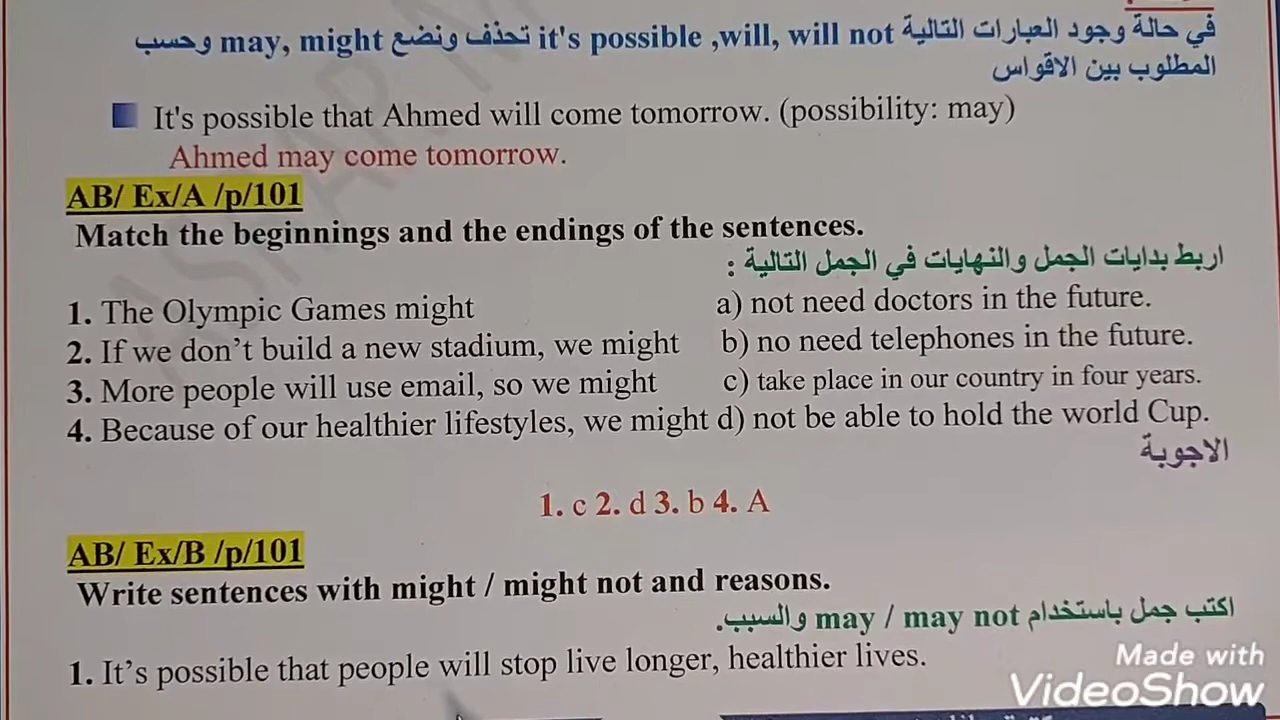 في حالة وجود العبارات التالية it's possible ,will, will not تحذف ونضع may, might وحسب
المطلوب بين الاقواس
It's possible that Ahmed will come tomorrow. (possibility: may)
Ahmed may come tomorrow.
AB/ Ex/A /p/101
Match the beginnings and the endings of the sentences.
اربط بدايات الجمل والنهايات في الجمل التالية :
1. The Olympic Games might a) not need doctors in the future.
2. If we don't build a new stadium, we might b) no need telephones in the future.
3. More people will use email, so we might c) take place in our country in four years.
4. Because of our healthier lifestyles, we might d) not be able to hold the world Cup.
الاجوبة
1. c 2. d 3. b 4. A
AB/ Ex/B /p/101
Write sentences with might / might not and reasons.
اكتب جمل باستخدام may / may not والسبب.
1. It's possible that people will stop live longer, healthier lives.
Made with
VideoShow